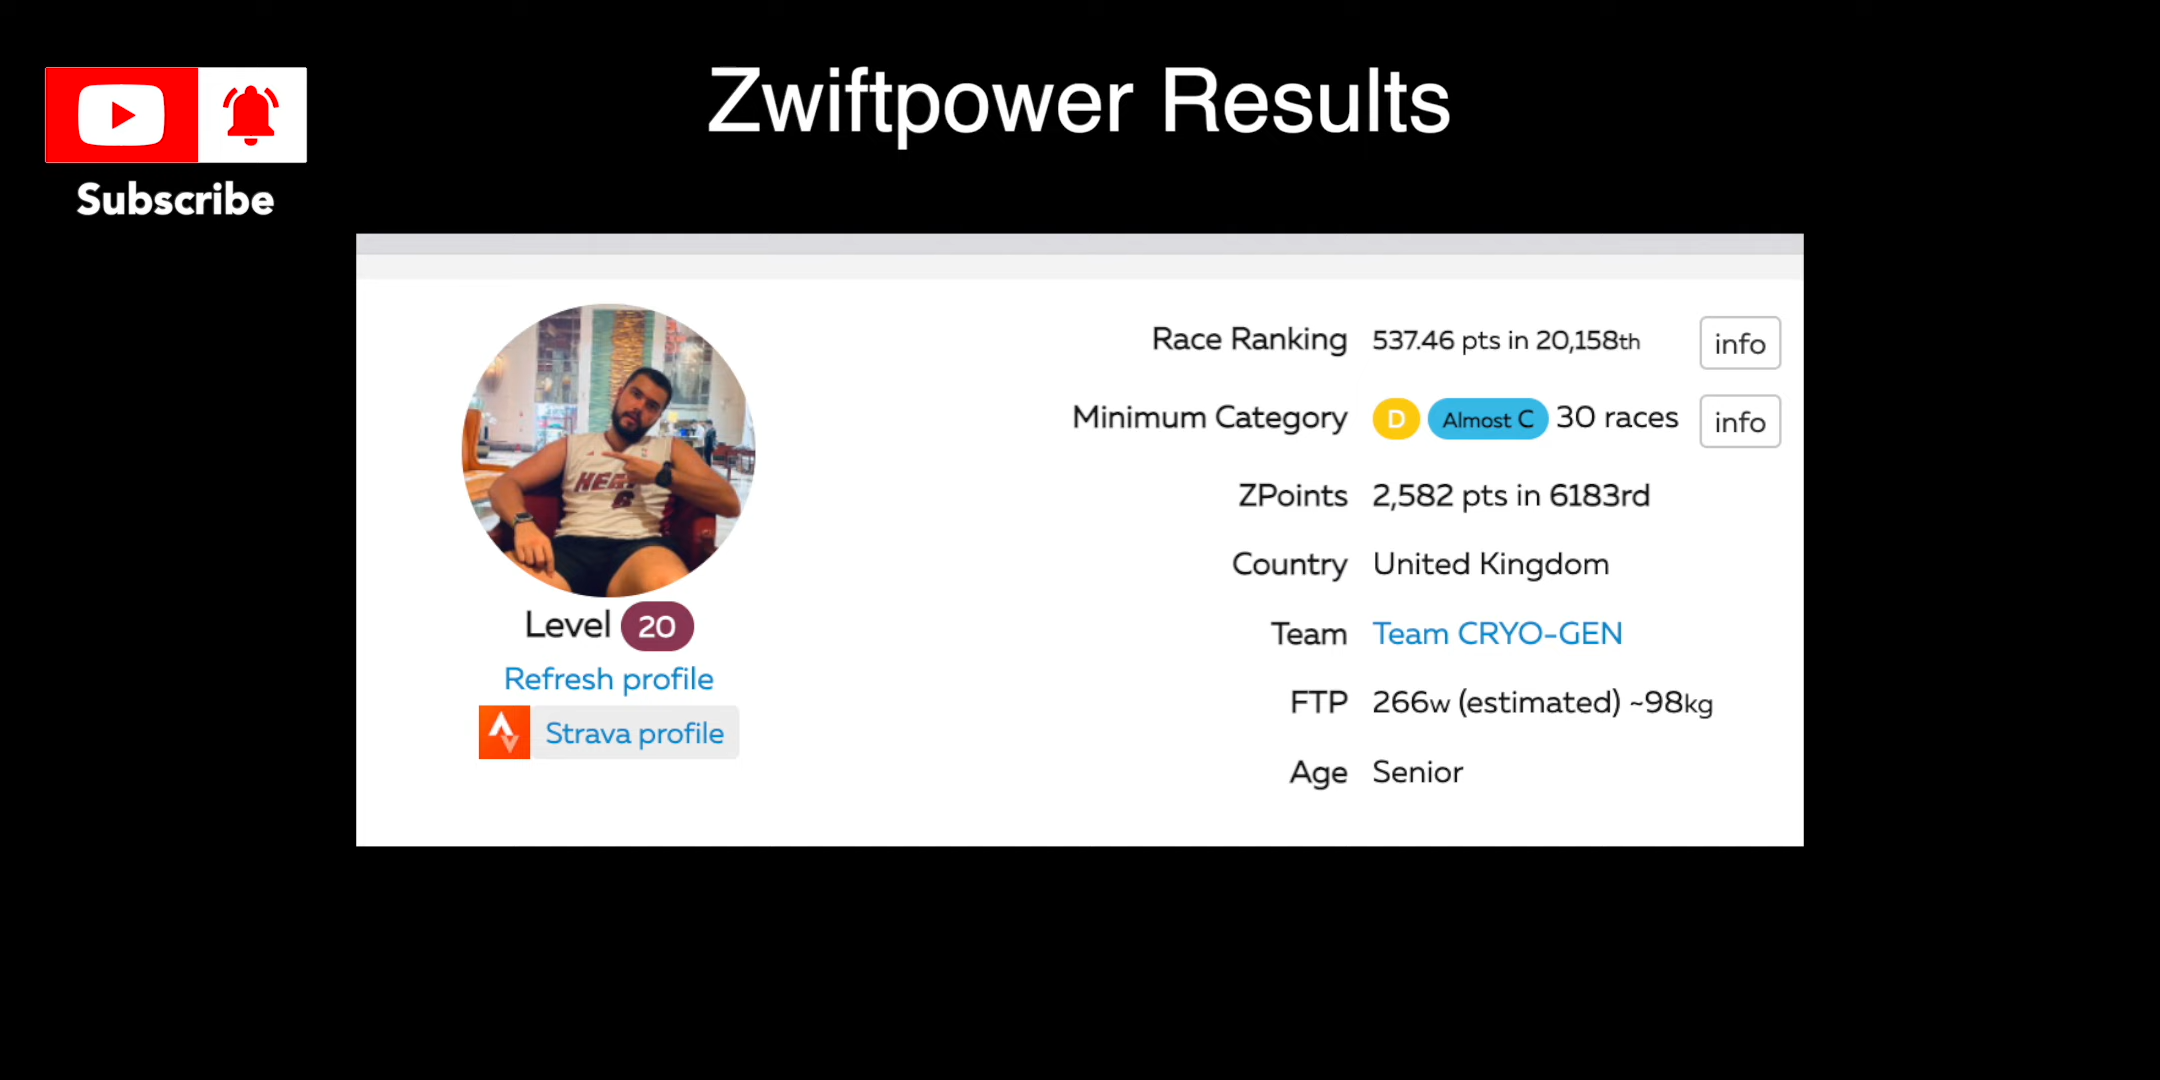 Zwiftpower Results
Subscribe
Race Ranking 537.46 pts in 20,158th info
Minimum Category D Almost C 30 races info
ZPoints 2,582 pts in 6183rd
Country United Kingdom
Team Team CRYO-GEN
FTP 266w (estimated) ~98kg
Age Senior
HEAT
6
Level 20
Refresh profile
Strava profile